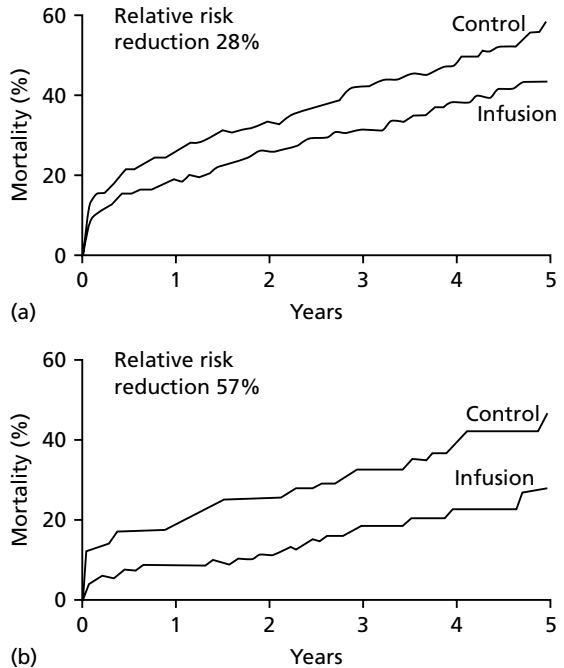 60
Relative risk
reduction 28%
Control
40
Mortality (%)
Infusion
20
0
0 1 2 3 4 5
(a)
Years
60
Relative risk
reduction 57%
Control
40
Mortality (%)
Infusion
20
0
0 1 2 3 4 5
(b)
Years